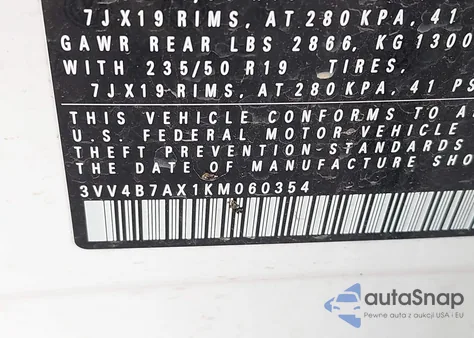 7JX19 RIMS, AT 280 KPA, 41
GAWR REAR LBS 2866, KG 1300
WITH 235/50 R19 TIRES,
7JX19 RIMS, AT 280 KPA, 41 PS
THIS VEHICLE CONFORMS TO A
U.S. FEDERAL MOTOR VEHICLE
THEFT PREVENTION STANDARDS
THE DATE OF MANUFACTURE SHO
3VV4B7AX1KM060354
autoSnap
Pewne auta z aukcji USA i EU